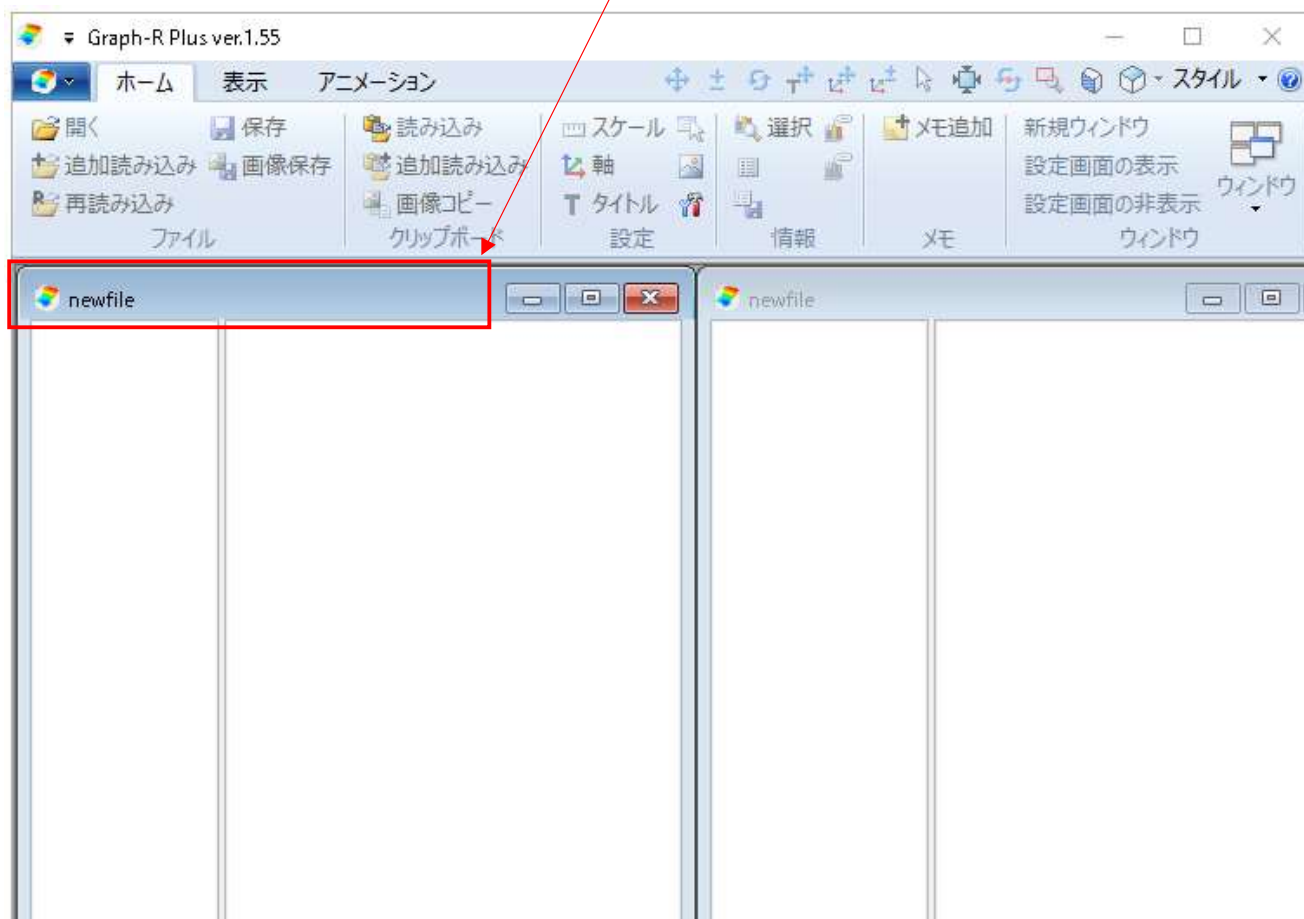 Graph-R Plus ver.1.55
ホーム 表示 アニメーション スタイル
開く 保存 読み込み スケール 選択 メモ追加 新規ウィンドウ
追加読み込み 画像保存 追加読み込み 軸 設定画面の表示
再読み込み 画像コピー T タイトル 設定画面の非表示 ウィンドウ
ファイル クリップボード 設定 情報 メモ ウィンドウ
newfile newfile